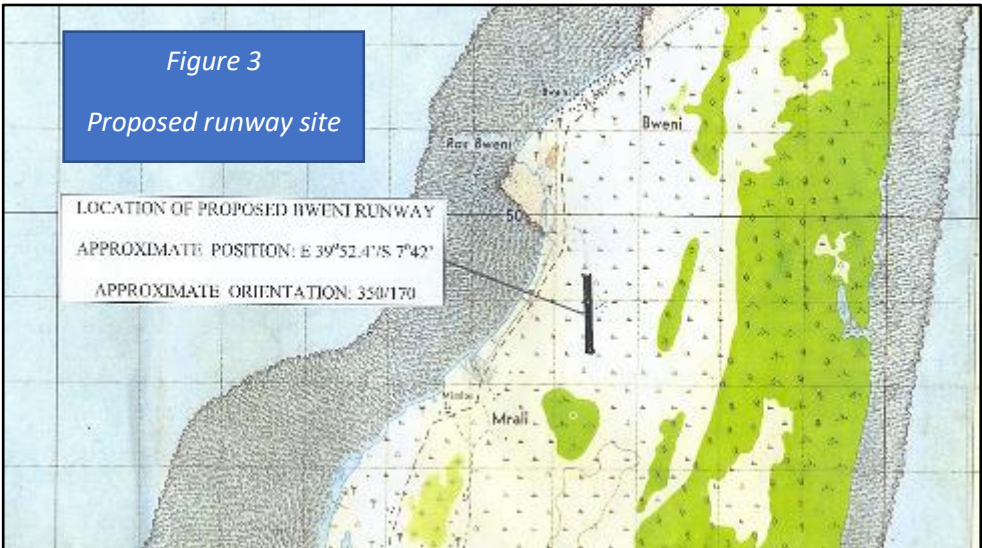 Figure 3
Proposed runway site
Bweni
Ras Bweni
LOCATION OF PROPOSED BWENI RUNWAY
50
APPROXIMATE POSITION: E 39°52.4'/S 7°42'
APPROXIMATE ORIENTATION: 350/170
Mrali